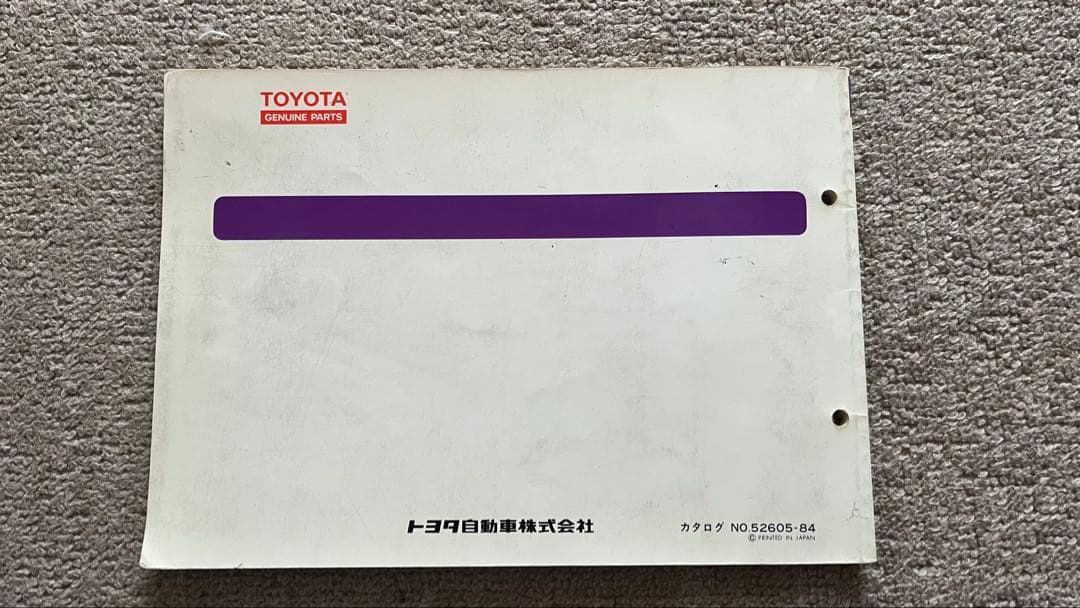 TOYOTA
GENUINE PARTS
トヨタ自動車株式会社
カタログ NO.52605-84
Ⓒ PRINTED IN JAPAN